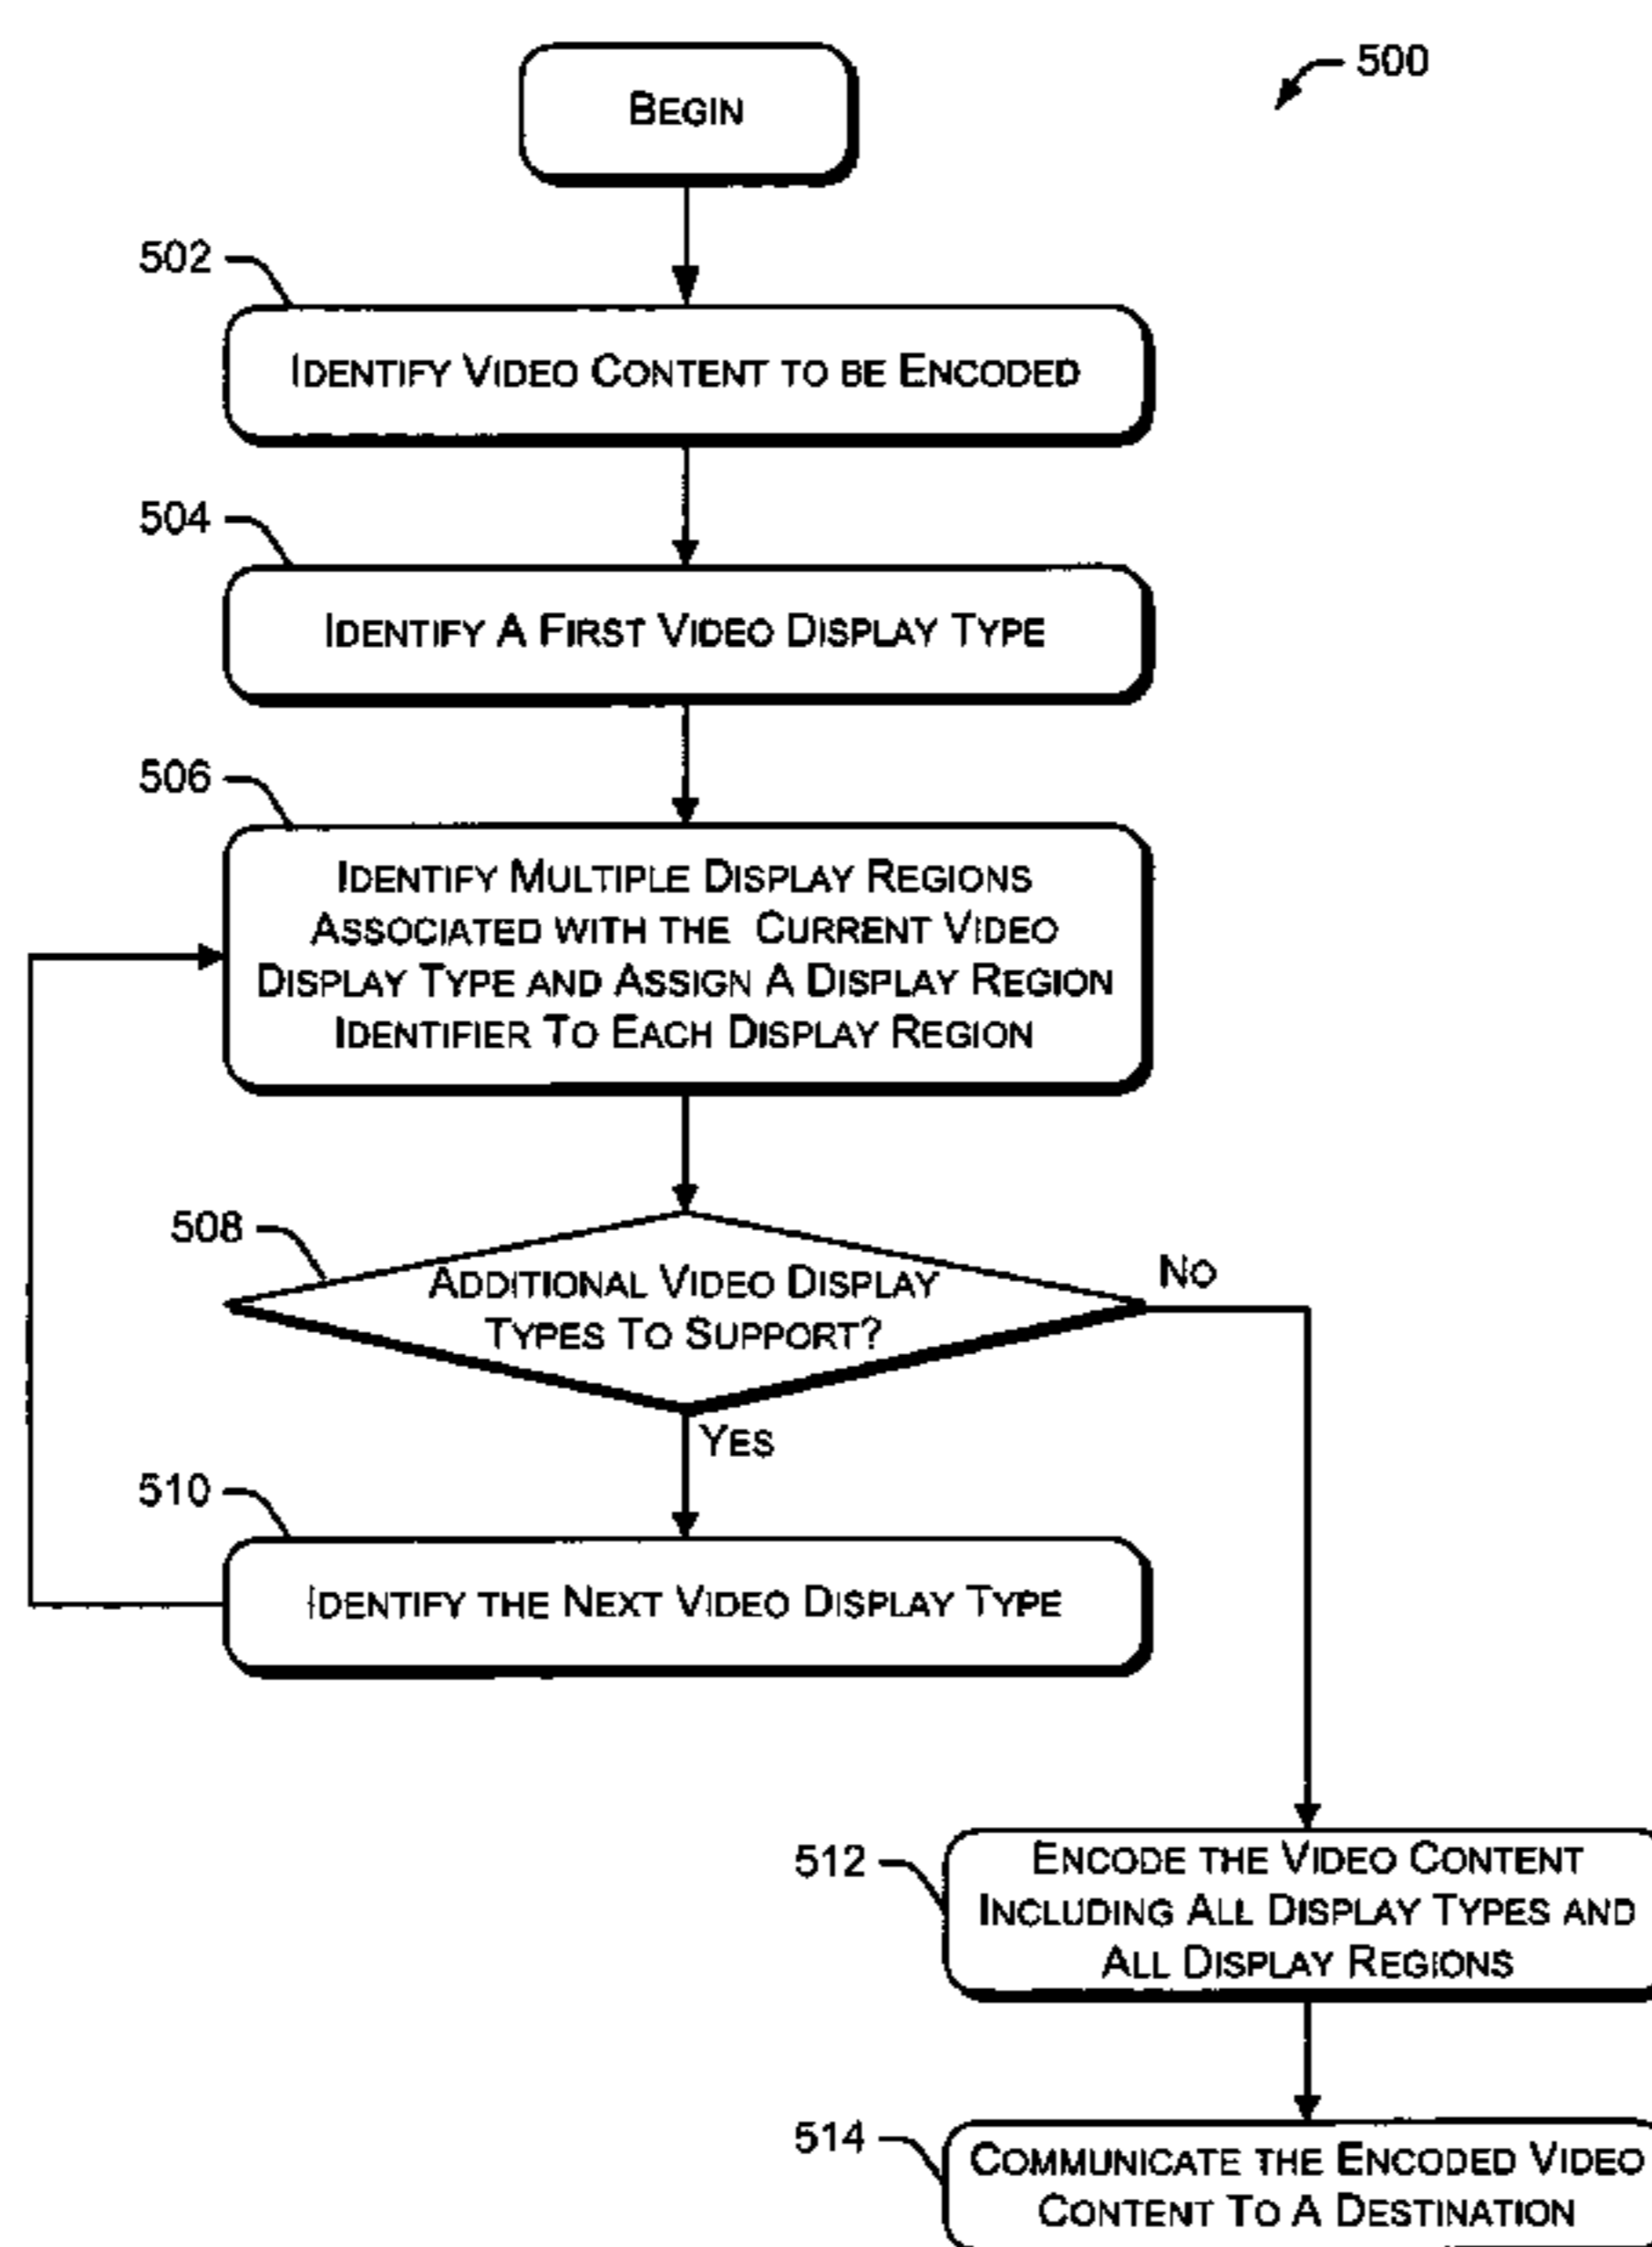 BEGIN
500
502
IDENTIFY VIDEO CONTENT TO BE ENCODED
504
IDENTIFY A FIRST VIDEO DISPLAY TYPE
506
IDENTIFY MULTIPLE DISPLAY REGIONS
ASSOCIATED WITH THE CURRENT VIDEO
DISPLAY TYPE AND ASSIGN A DISPLAY REGION
IDENTIFIER TO EACH DISPLAY REGION
508
ADDITIONAL VIDEO DISPLAY
TYPES TO SUPPORT?
NO
YES
510
IDENTIFY THE NEXT VIDEO DISPLAY TYPE
512
ENCODE THE VIDEO CONTENT
INCLUDING ALL DISPLAY TYPES AND
ALL DISPLAY REGIONS
514
COMMUNICATE THE ENCODED VIDEO
CONTENT TO A DESTINATION